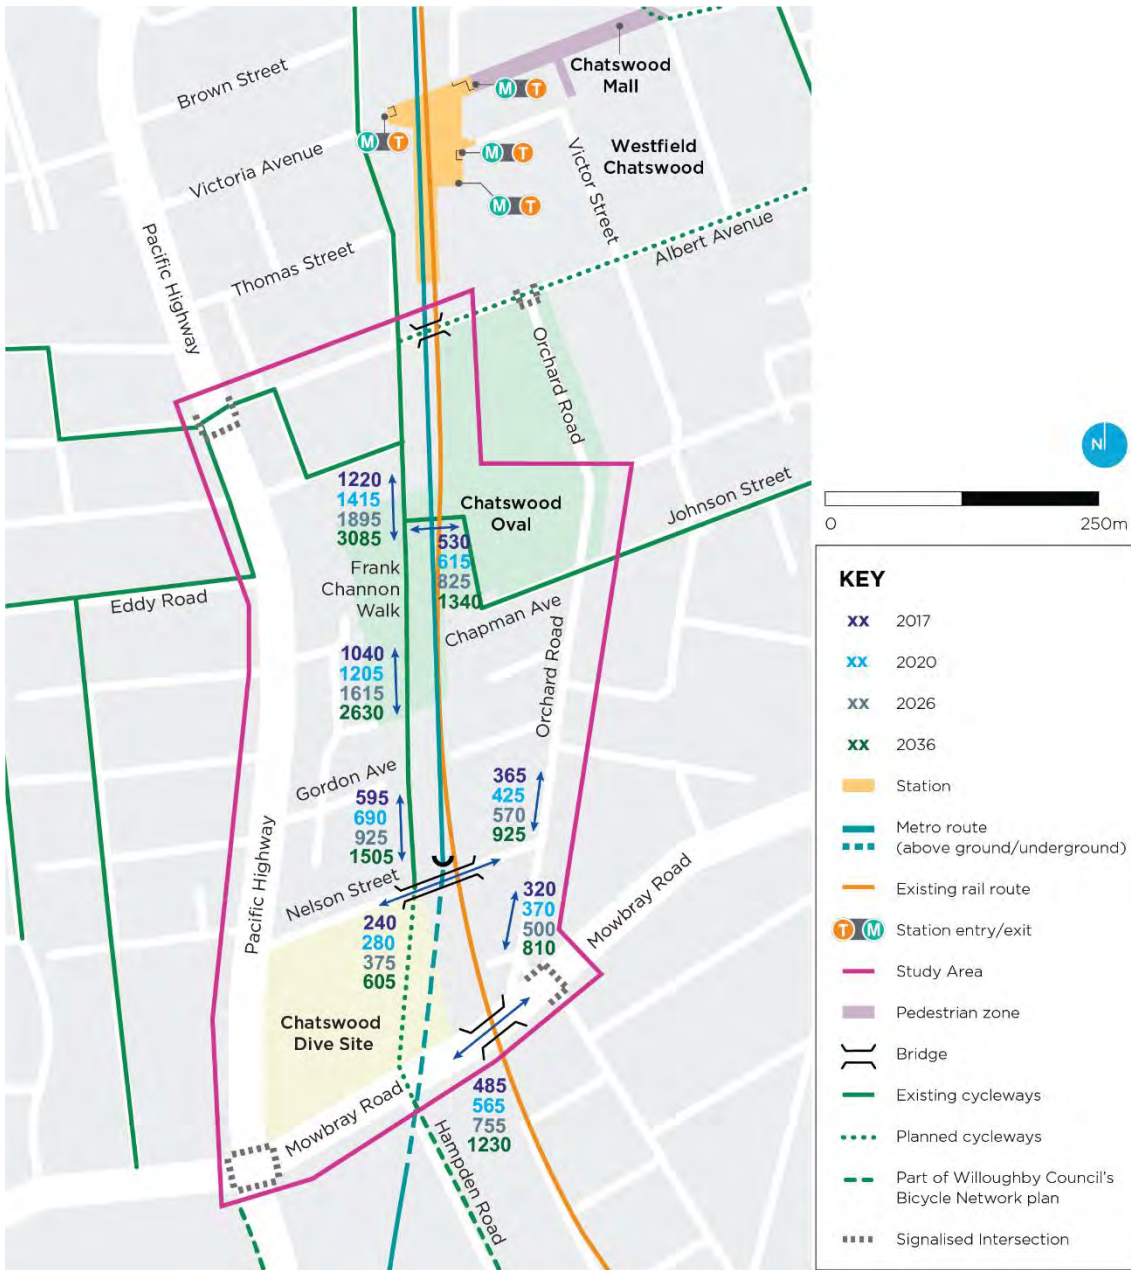 Chatswood
Mall
Brown Street
M T
M T
M T
M T
Westfield
Chatswood
Victoria Avenue
Victor Street
Albert Avenue
Pacific Highway
Thomas Street
Orchard Road
N
0
250m
1220
1415
1895
3085
Chatswood
Oval
Johnson Street
530
615
825
1340
Frank
Channon
Walk
Eddy Road
Chapman Ave
1040
1205
1615
2630
Orchard Road
Gordon Ave
365
425
570
925
595
690
925
1505
Pacific Highway
Nelson Street
320
370
500
810
Mowbray Road
240
280
375
605
Chatswood
Dive Site
Mowbray Road
485
565
755
1230
Hampden Road
KEY
xx 2017
xx 2020
xx 2026
xx 2036
Station
Metro route
(above ground/underground)
Existing rail route
T M Station entry/exit
Study Area
Pedestrian zone
Bridge
Existing cycleways
Planned cycleways
Part of Willoughby Council's
Bicycle Network plan
Signalised Intersection